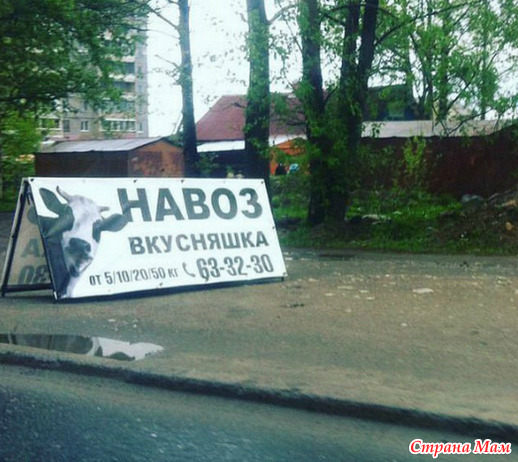 НАВОЗ
ВКУСНЯШКА
от 5/10/20/50 кг 63-32-30
Страна Мам